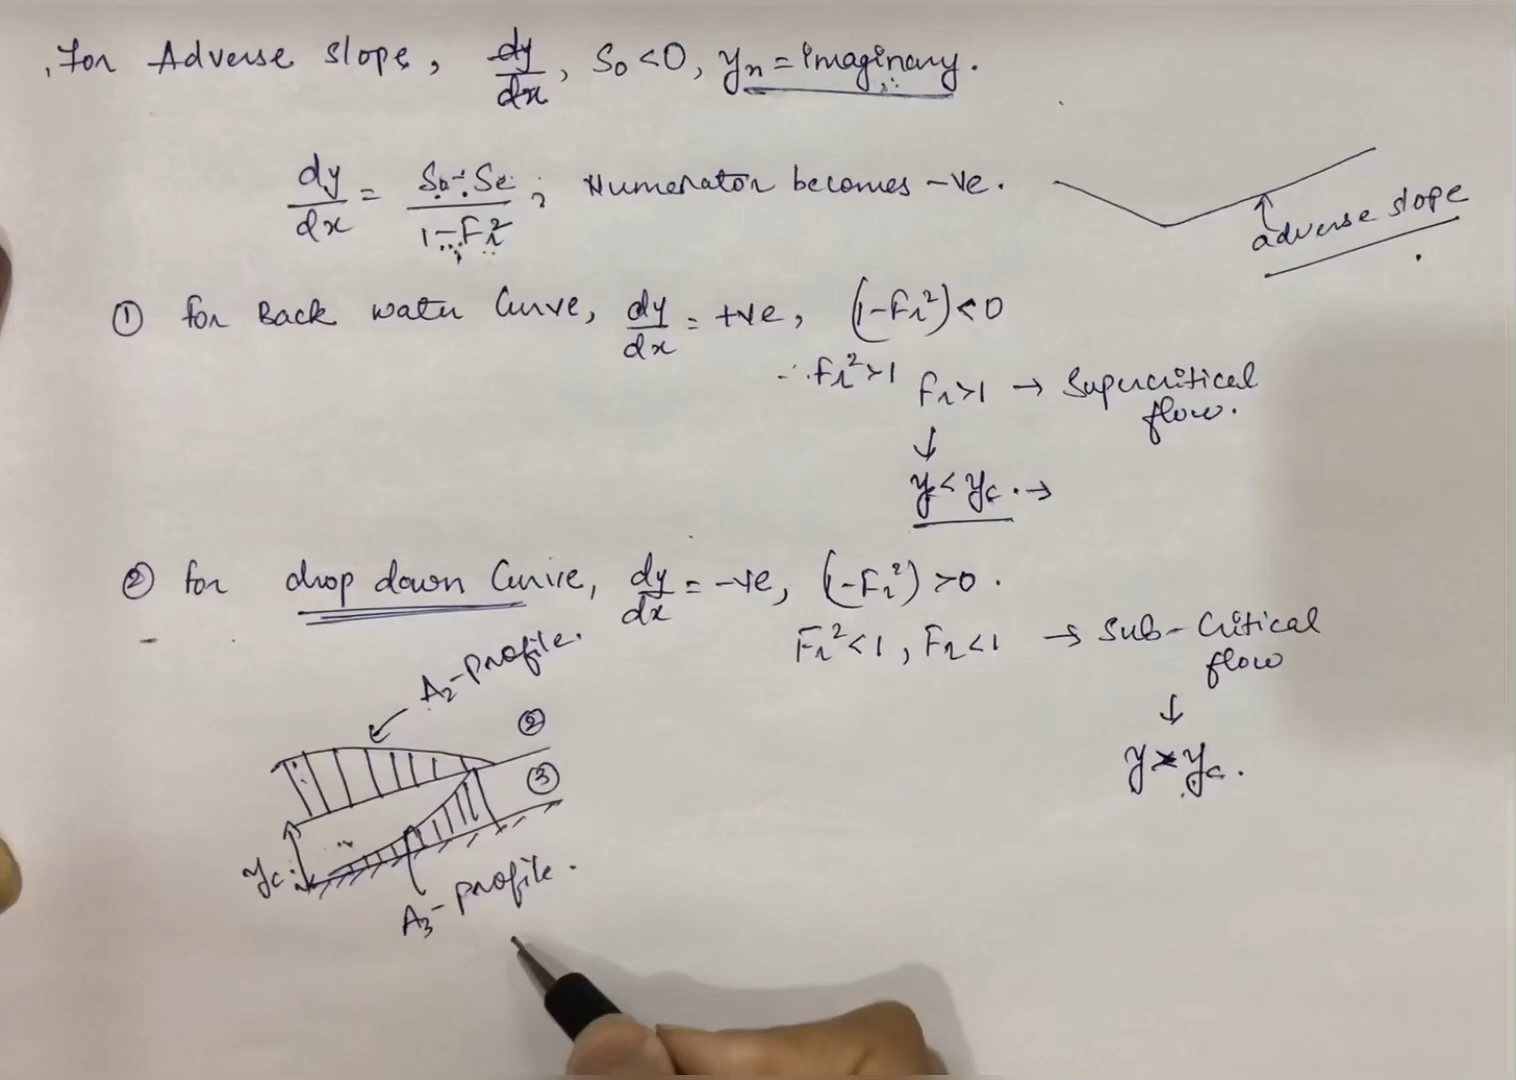 For Adverse slope, dy/dx, S₀<0, yₙ = imaginary.
dy/dx = (S₀-Se)/(1-Fr²); Numerator becomes -ve.
adverse slope
① For Back water Curve, dy/dx = +ve, (1-Fr²)<0
∴ Fr²>1 Fr>1 → Supercritical
flow.
↓
y< yc. →
② For drop down Curve, dy/dx = -ve, (1-Fr²) >0.
Fr²<1, Fr<1 → Sub-Critical
flow
↓
A₂-Profile.
②
③
yc
A₃-Profile.